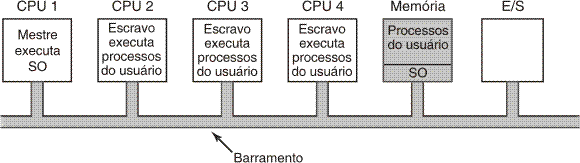 CPU 1
CPU 2
CPU 3
CPU 4
Memória
E/S
Mestre
executa
SO
Escravo
executa
processos
do usuário
Escravo
executa
processos
do usuário
Escravo
executa
processos
do usuário
Processos
do usuário
SO
Barramento